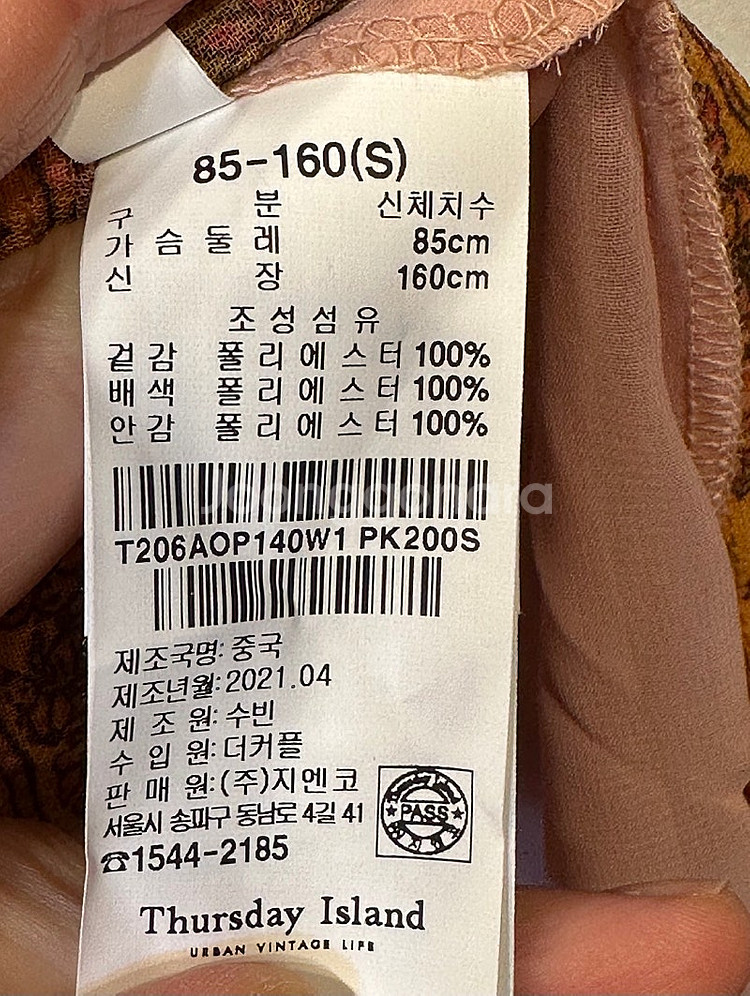 85-160(S)
구 분 신체치수
가 슴 둘 레 85cm
신 장 160cm
조 성 섬 유
겉 감 폴 리 에 스 터 100%
배 색 폴 리 에 스 터 100%
안 감 폴 리 에 스 터 100%
Joonggonara
T206AOP140W1 PK200S
제조국명: 중국
제조년월: 2021.04
제 조 원: 수빈
수 입 원: 더커플
판 매 원: (주)지엔코
서울시 송파구 동남로 4길 41
☎1544-2185
PASS
Thursday Island
URBAN VINTAGE LIFE